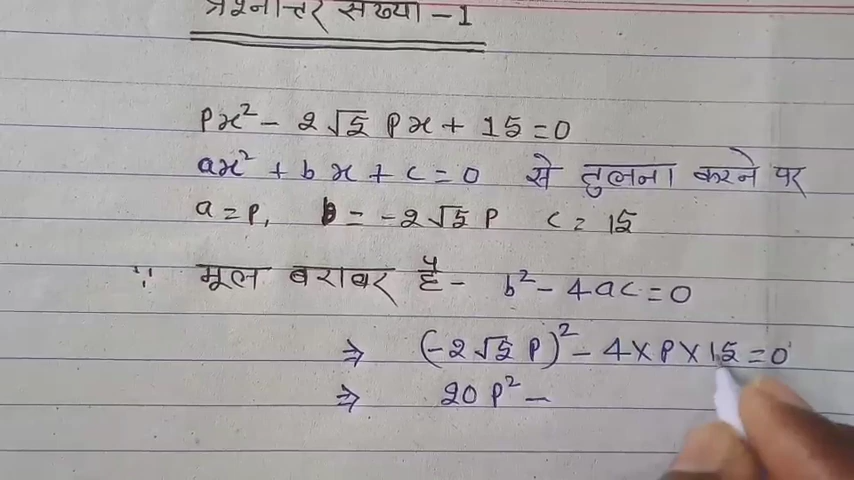 प्रश्नोत्तर संख्या -1
px² - 2√5 px + 15 = 0
ax² + bx + c = 0 से तुलना करने पर
a = p, b = -2√5 p c = 15
∵ मूल बराबर हैं - b² - 4ac = 0
⇒ (-2√5 p)² - 4 × p × 15 = 0
⇒ 20 p² -